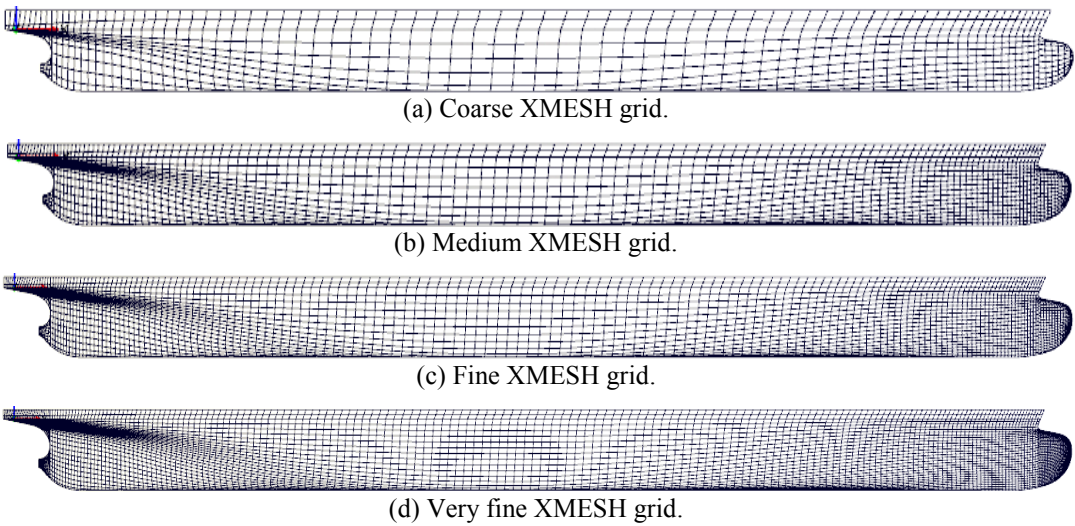 (a) Coarse XMESH grid.
(b) Medium XMESH grid.
(c) Fine XMESH grid.
(d) Very fine XMESH grid.